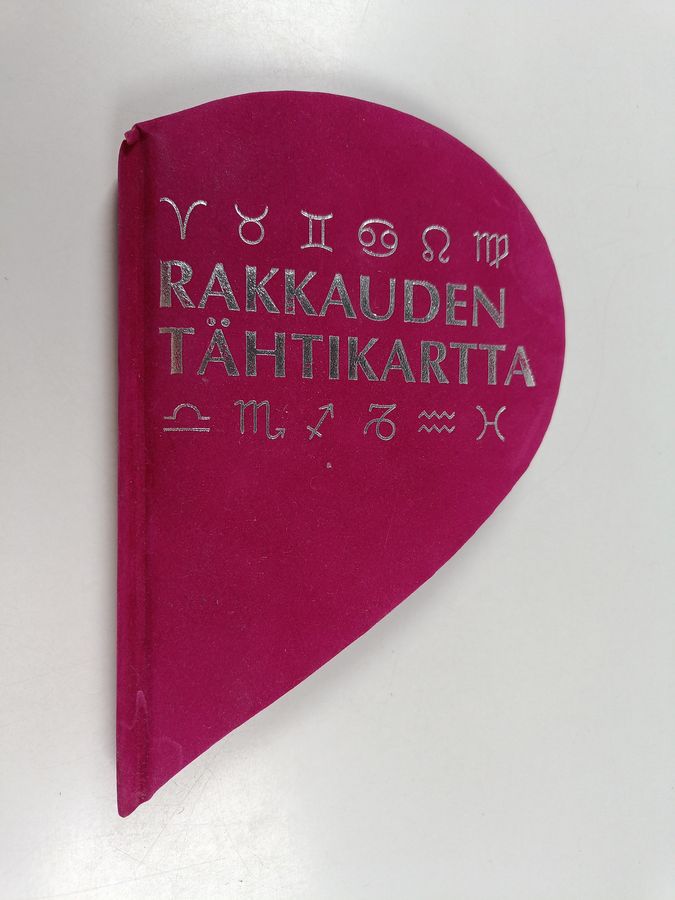 ♈ ♉ ♊ ♋ ♌ ♍
RAKKAUDEN
TÄHTIKARTTA
♎ ♏ ♐ ♑ ♒ ♓